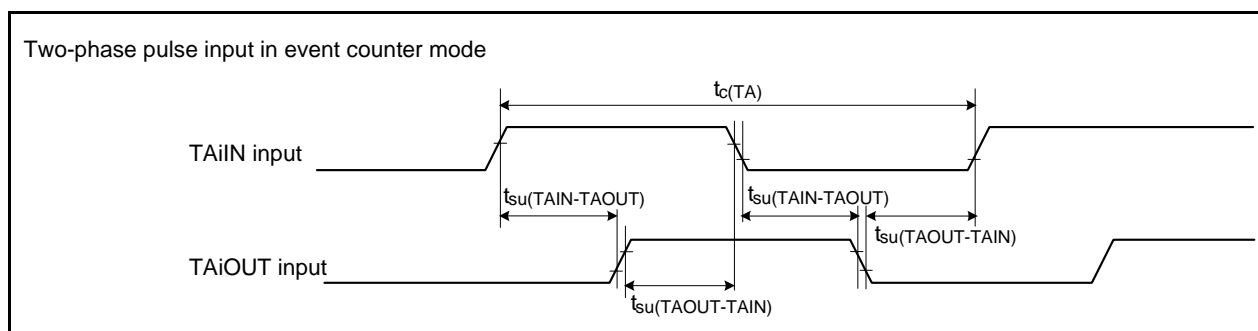 Two-phase pulse input in event counter mode
tc(TA)
TAiIN input
tsu(TAIN-TAOUT)
tsu(TAIN-TAOUT)
tsu(TAOUT-TAIN)
TAiOUT input
tsu(TAOUT-TAIN)